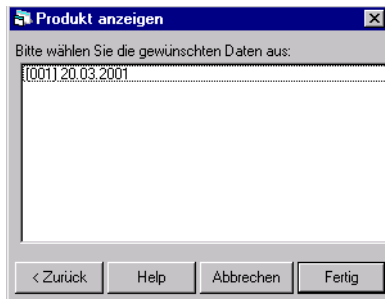 Produkt anzeigen
Bitte wählen Sie die gewünschten Daten aus:
[001] 20.03.2001
< Zurück Help Abbrechen Fertig